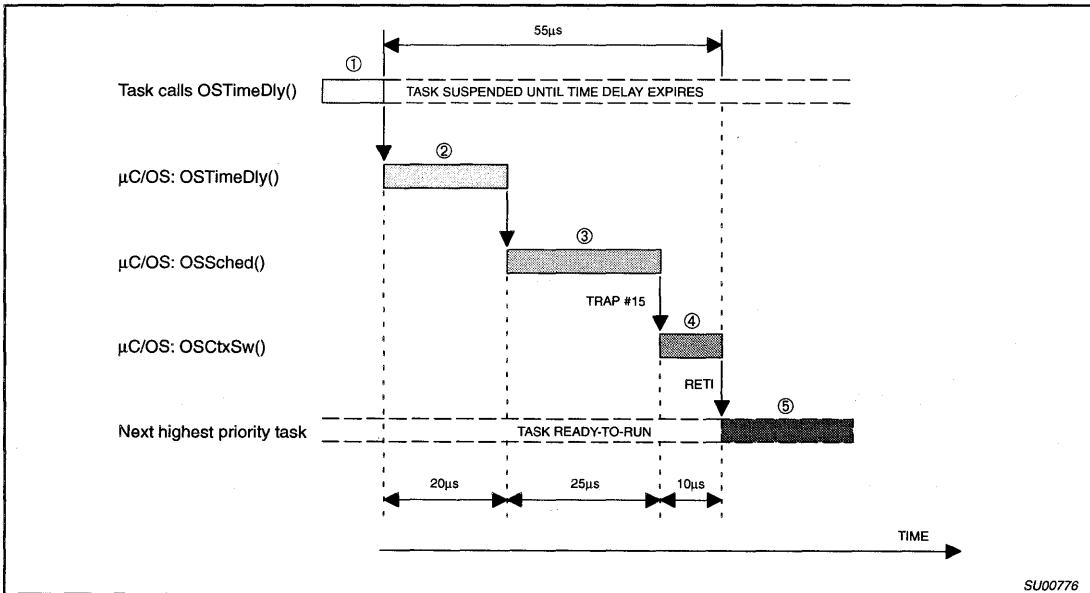 55µs
①
Task calls OSTimeDly()
TASK SUSPENDED UNTIL TIME DELAY EXPIRES
②
µC/OS: OSTimeDly()
③
µC/OS: OSSched()
TRAP #15
④
µC/OS: OSCtxSw()
RETI
⑤
Next highest priority task
TASK READY-TO-RUN
20µs 25µs 10µs
TIME
SU00776